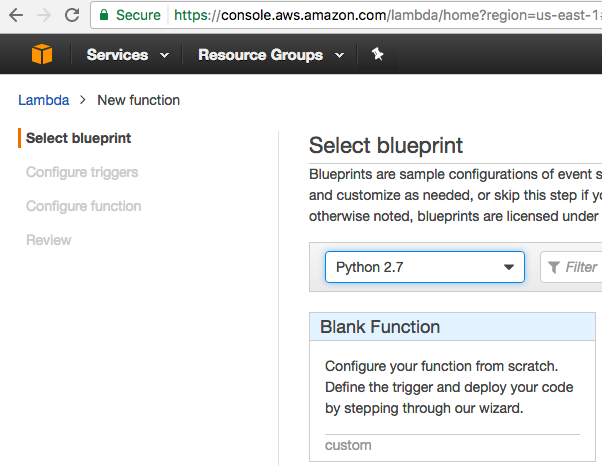 Secure https://console.aws.amazon.com/lambda/home?region=us-east-1
Services Resource Groups
Lambda > New function
Select blueprint
Configure triggers
Configure function
Review
Select blueprint
Blueprints are sample configurations of event s
and customize as needed, or skip this step if yo
otherwise noted, blueprints are licensed under
Python 2.7
Filter
Blank Function
Configure your function from scratch.
Define the trigger and deploy your code
by stepping through our wizard.
custom